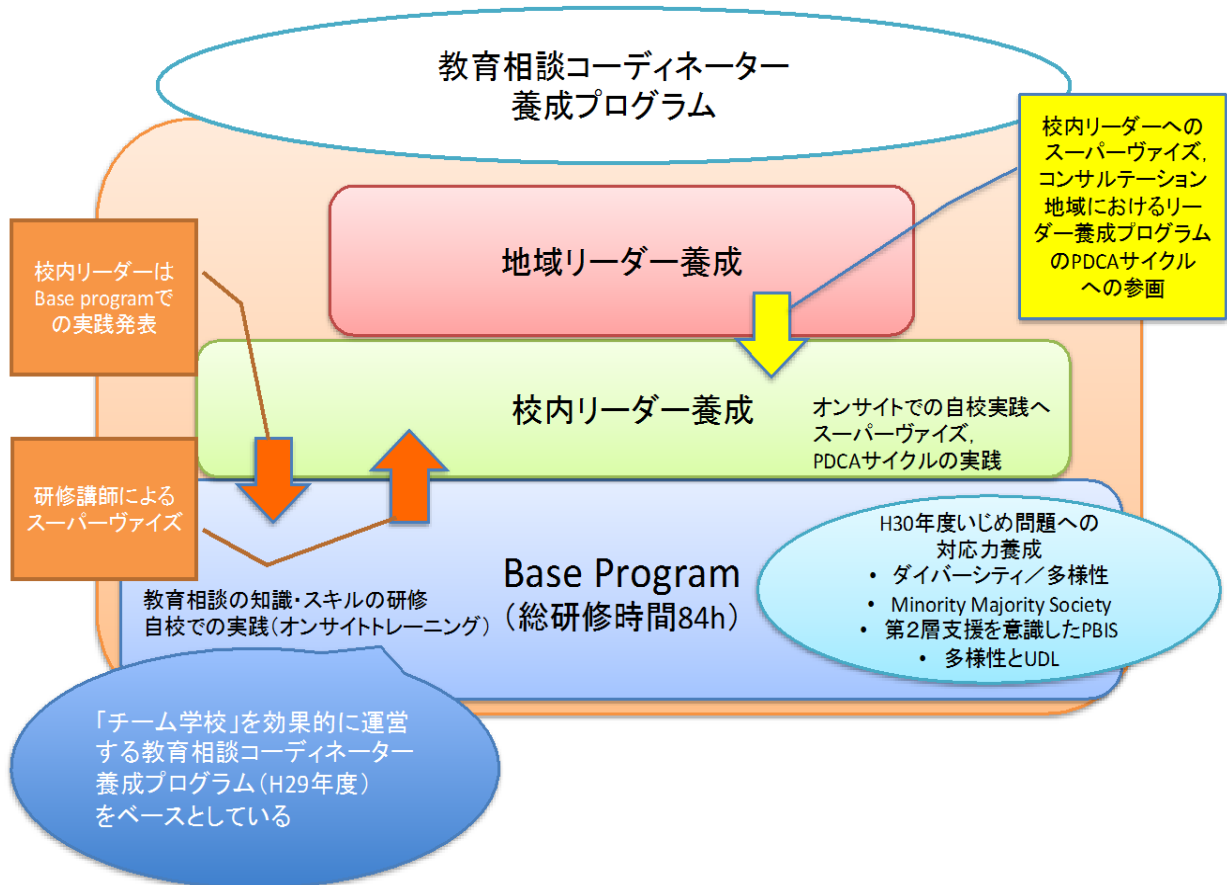 教育相談コーディネーター
養成プログラム
校内リーダーへの
スーパーヴァイズ,
コンサルテーション
地域におけるリー
ダー養成プログラム
のPDCAサイクル
への参画
地域リーダー養成
校内リーダーは
Base programで
の実践発表
校内リーダー養成
オンサイトでの自校実践へ
スーパーヴァイズ,
PDCAサイクルの実践
研修講師による
スーパーヴァイズ
Base Program
(総研修時間84h)
教育相談の知識・スキルの研修
自校での実践(オンサイトトレーニング)
H30年度いじめ問題への
対応力養成
• ダイバーシティ/多様性
• Minority Majority Society
• 第2層支援を意識したPBIS
• 多様性とUDL
「チーム学校」を効果的に運営
する教育相談コーディネーター
養成プログラム(H29年度)
をベースとしている